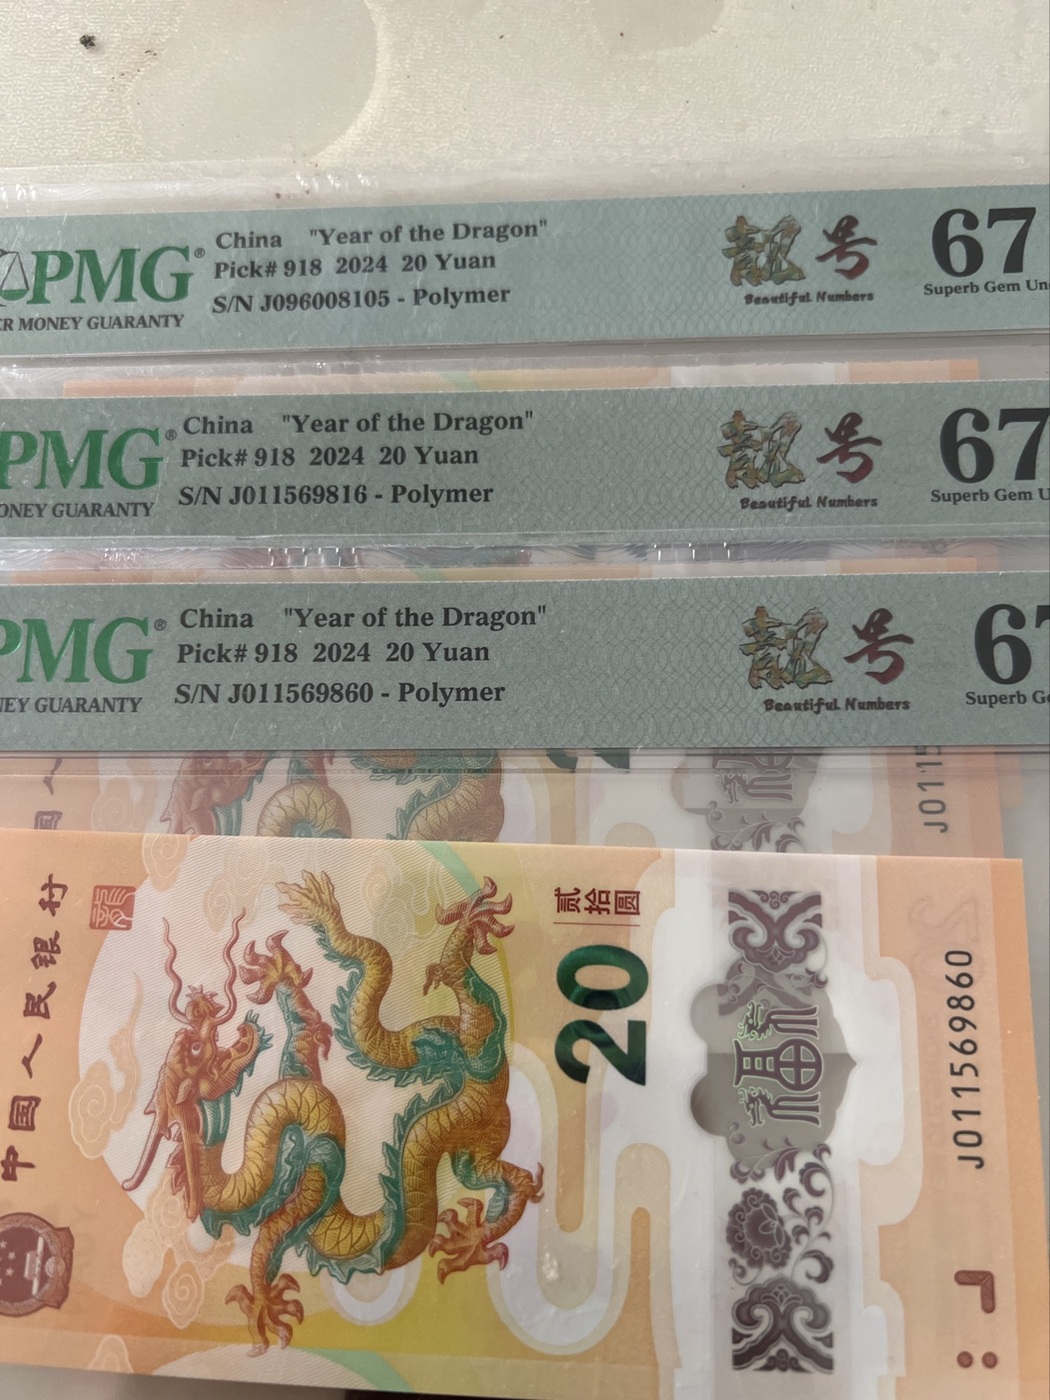 PMG®
ER MONEY GUARANTY
China "Year of the Dragon"
Pick# 918 2024 20 Yuan
S/N J096008105 - Polymer
靓号
Beautiful Numbers
67
Superb Gem Un
PMG®
ONEY GUARANTY
China "Year of the Dragon"
Pick# 918 2024 20 Yuan
S/N J011569816 - Polymer
靓号
Beautiful Numbers
67
Superb Gem U
PMG®
NEY GUARANTY
China "Year of the Dragon"
Pick# 918 2024 20 Yuan
S/N J011569860 - Polymer
靓号
Beautiful Numbers
67
Superb Ge
J0115
中国人民银行
贰拾圆
20
J011569860